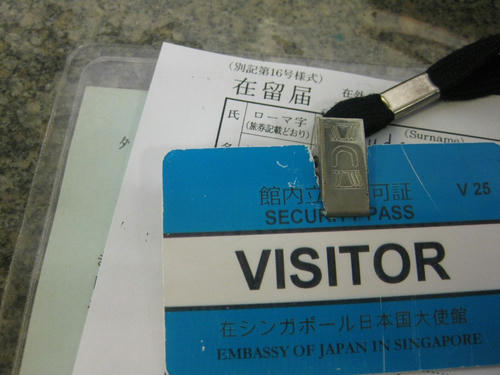 (別記第16号様式)
在留届 在外
氏 ローマ字
(旅券記載どおり)
(Surname)
館内立 可証 V 25
SECURITY PASS
VISITOR
在シンガポール日本国大使館
EMBASSY OF JAPAN IN SINGAPORE